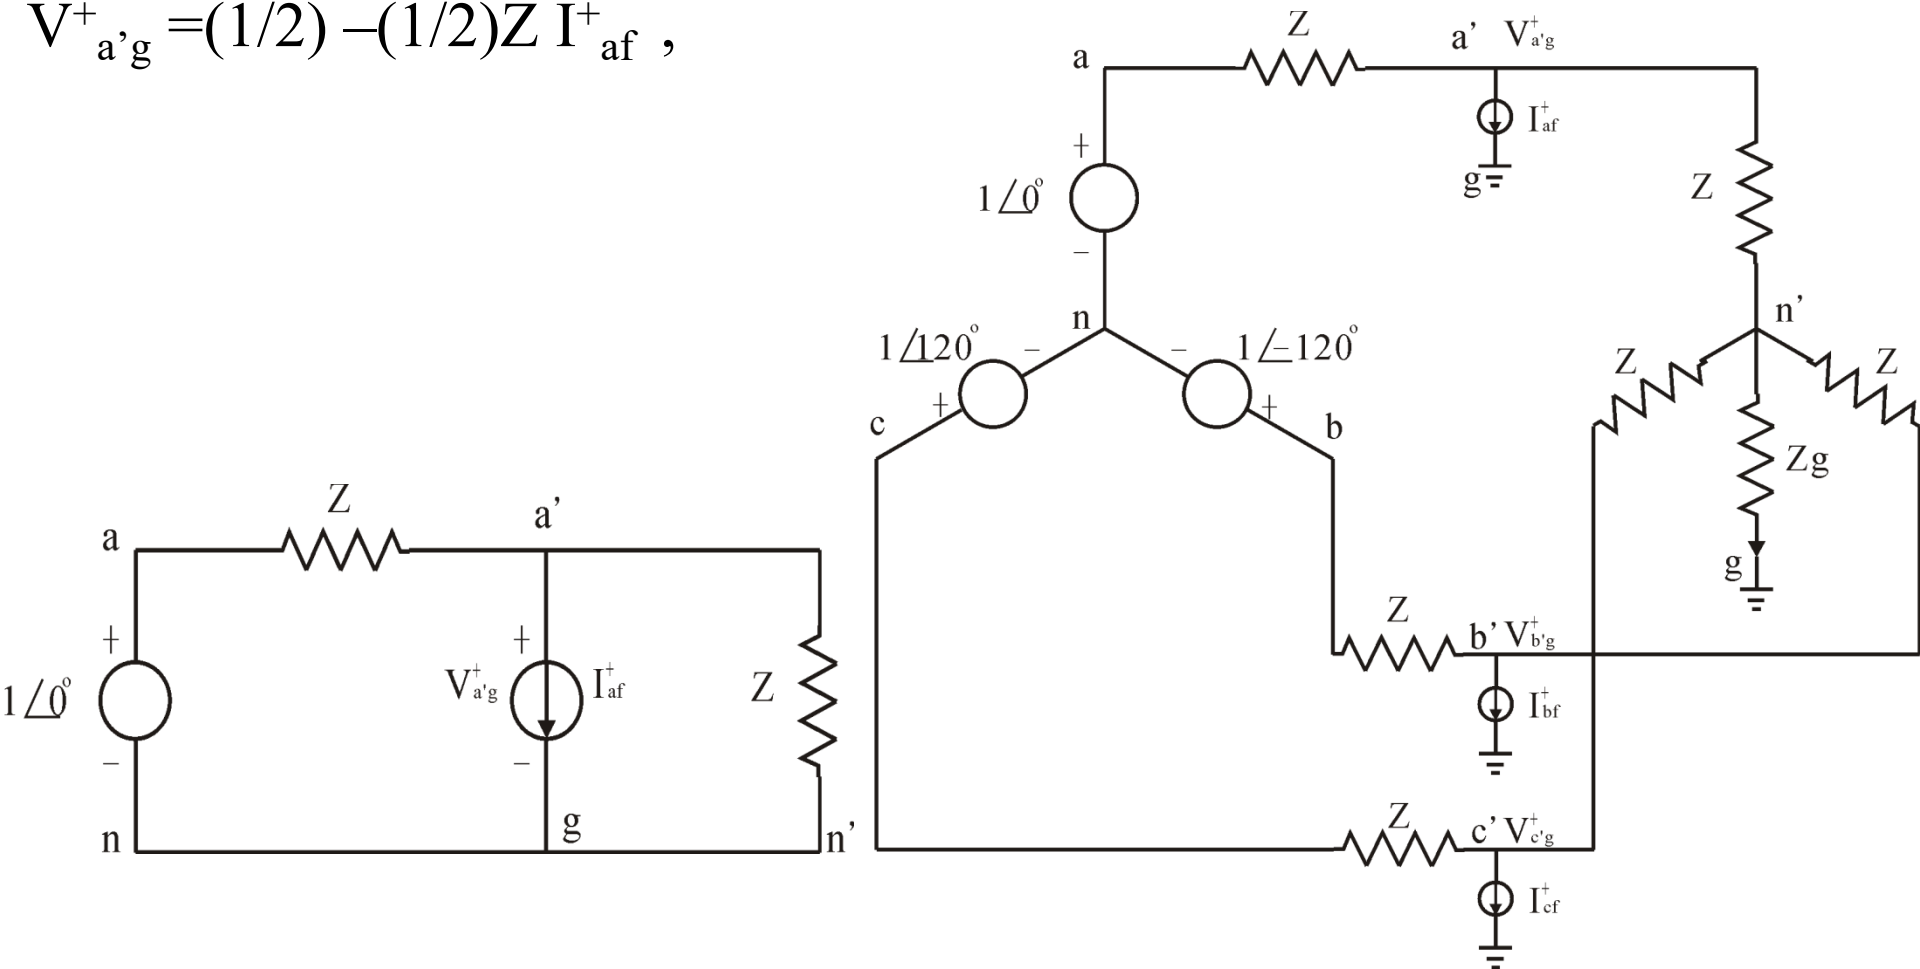 V⁺a’g =(1/2) –(1/2)Z I⁺af ,
Z
a
a’ V⁺a'g
I⁺af
g
+
1∠0°
–
Z
n
n’
1∠120°
–
–
1∠–120°
+
+
c
b
Z
Z
Zg
g
Z
b’ V⁺b'g
I⁺bf
Z
c’ V⁺c'g
I⁺cf
Z
a
a’
+
+
1∠0°
V⁺a'g
I⁺af
Z
–
–
n
g
n’